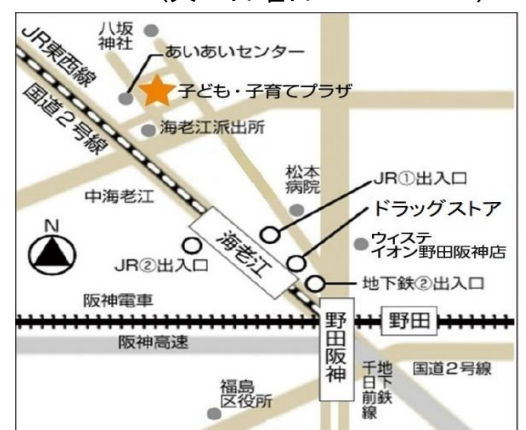 八坂
神社
あいあいセンター
JR東西線
国道2号線
子ども・子育てプラザ
海老江派出所
中海老江
松本
病院
JR①出入口
ドラッグストア
海老江
ウィステ
イオン野田阪神店
N
JR②出入口
地下鉄②出入口
阪神電車
野田阪神
野田
阪神高速
地下鉄
千日前線
国道2号線
福島
区役所